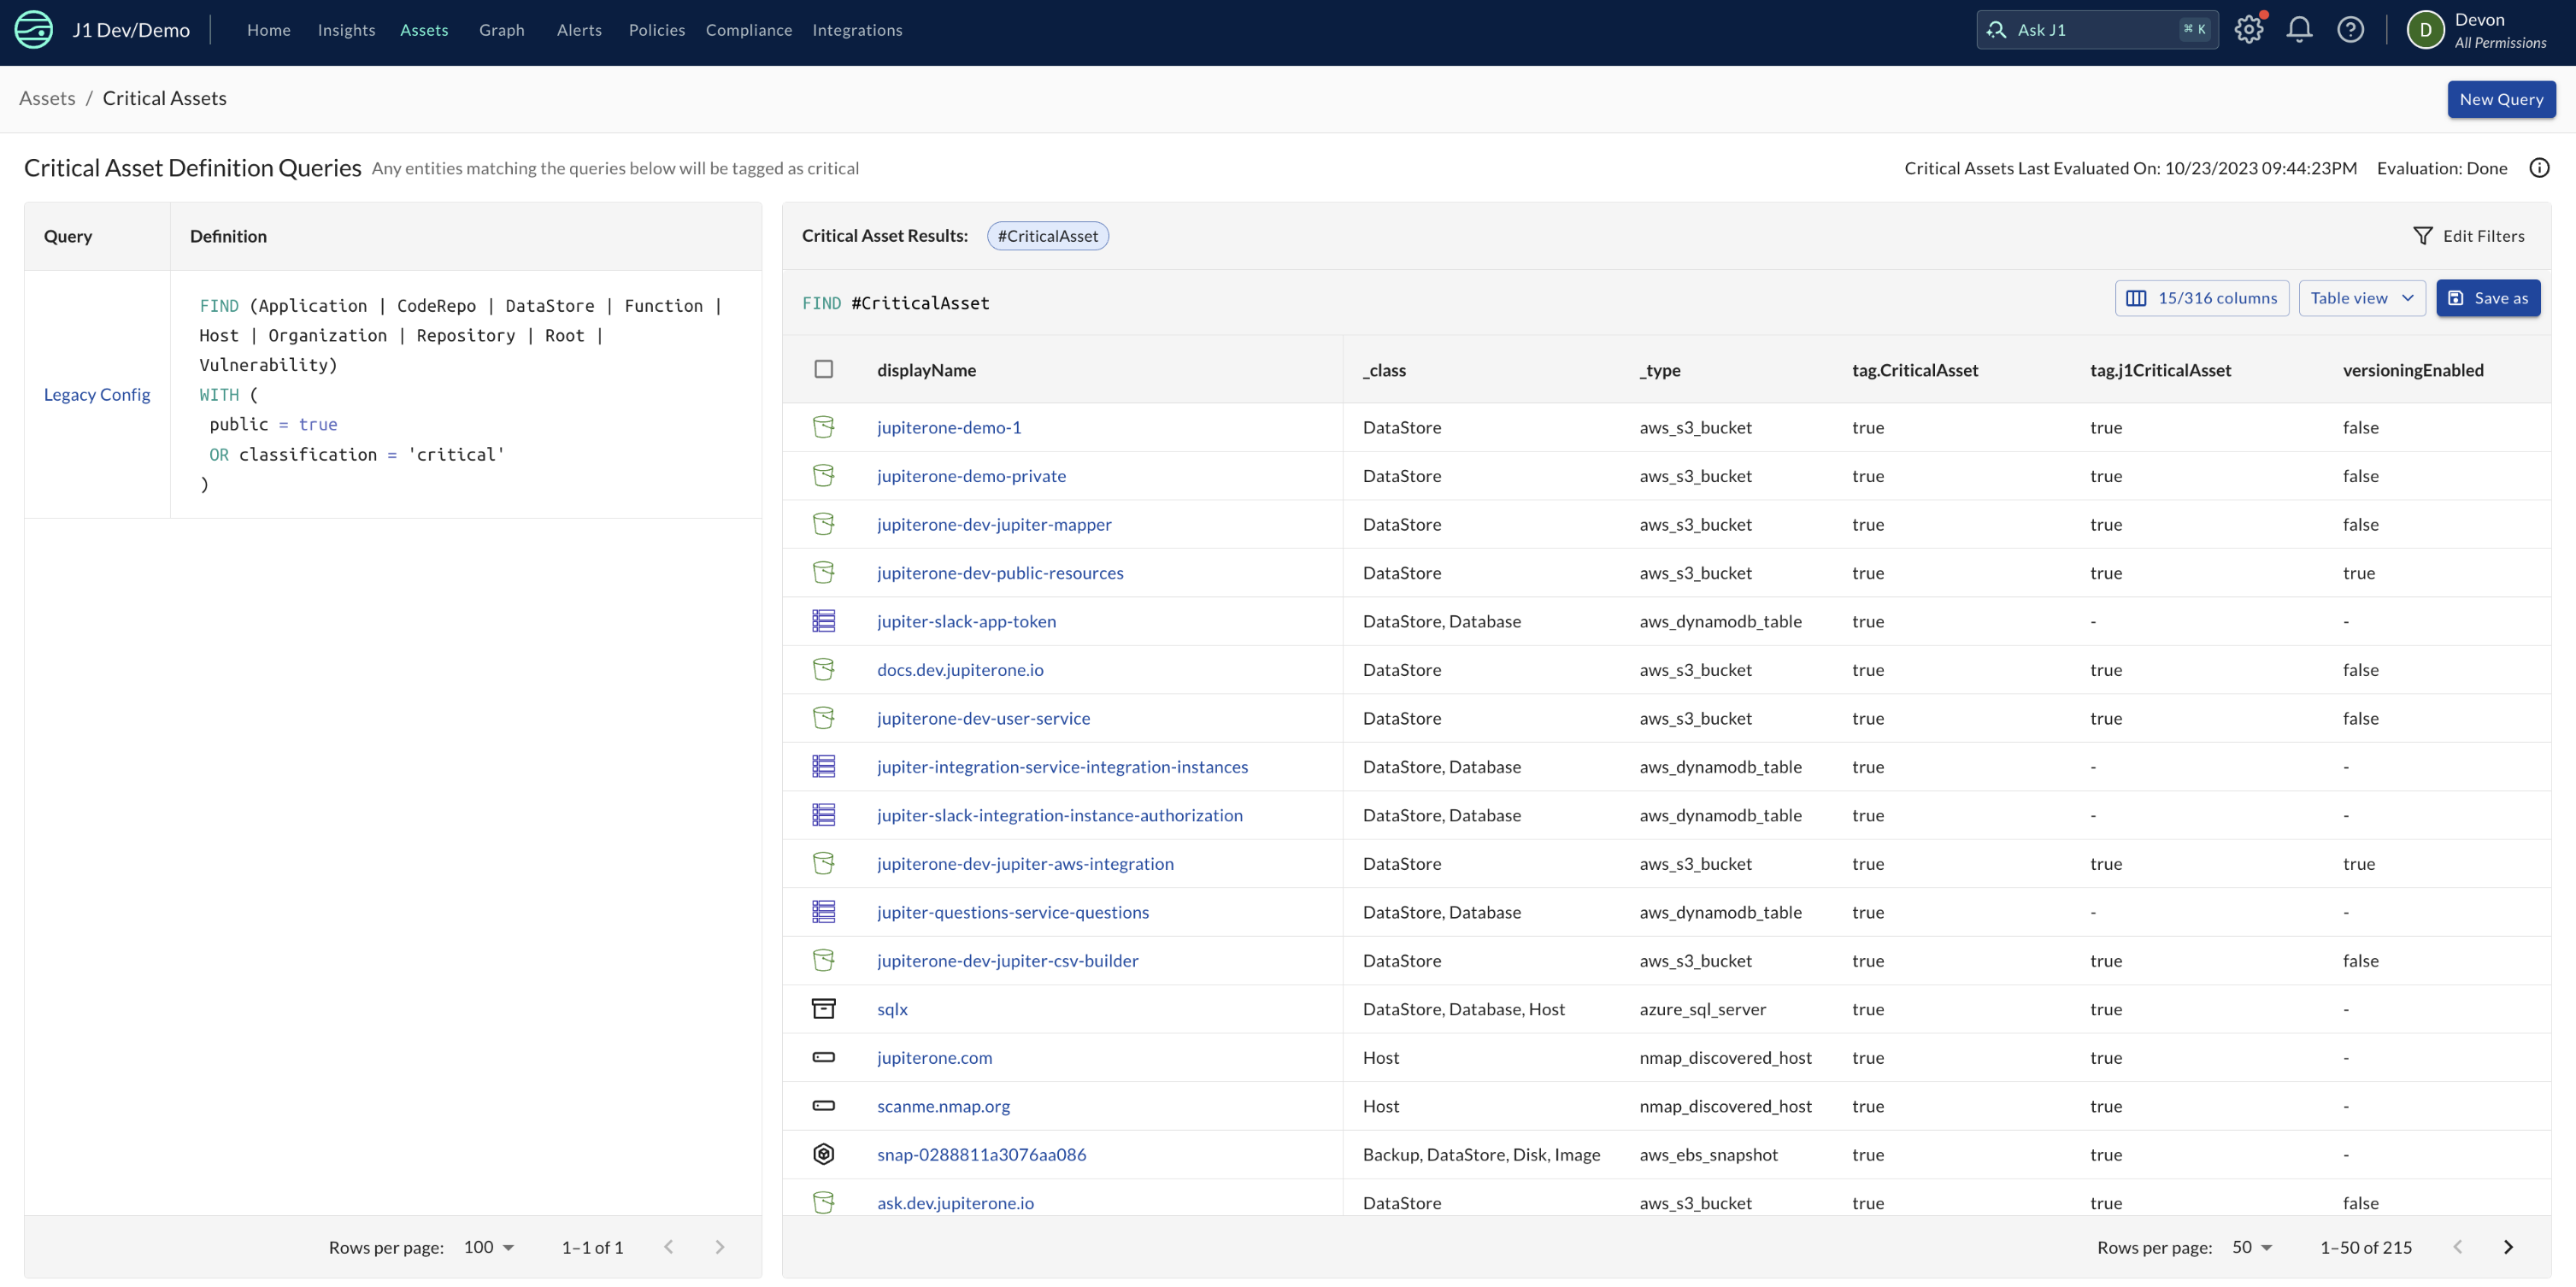 J1 Dev/Demo Home Insights Assets Graph Alerts Policies Compliance Integrations Ask J1 ⌘ K D Devon
All Permissions
Assets / Critical Assets New Query
Critical Asset Definition Queries Any entities matching the queries below will be tagged as critical Critical Assets Last Evaluated On: 10/23/2023 09:44:23PM Evaluation: Done
Query Definition
Legacy Config
FIND (Application | CodeRepo | DataStore | Function |
Host | Organization | Repository | Root |
Vulnerability)
WITH (
public = true
OR classification = 'critical'
)
Rows per page: 100 1–1 of 1
Critical Asset Results: #CriticalAsset Edit Filters
FIND #CriticalAsset 15/316 columns Table view Save as
displayName _class _type tag.CriticalAsset tag.j1CriticalAsset versioningEnabled
jupiterone-demo-1 DataStore aws_s3_bucket true true false
jupiterone-demo-private DataStore aws_s3_bucket true true false
jupiterone-dev-jupiter-mapper DataStore aws_s3_bucket true true false
jupiterone-dev-public-resources DataStore aws_s3_bucket true true true
jupiter-slack-app-token DataStore, Database aws_dynamodb_table true - -
docs.dev.jupiterone.io DataStore aws_s3_bucket true true false
jupiterone-dev-user-service DataStore aws_s3_bucket true true false
jupiter-integration-service-integration-instances DataStore, Database aws_dynamodb_table true - -
jupiter-slack-integration-instance-authorization DataStore, Database aws_dynamodb_table true - -
jupiterone-dev-jupiter-aws-integration DataStore aws_s3_bucket true true true
jupiter-questions-service-questions DataStore, Database aws_dynamodb_table true - -
jupiterone-dev-jupiter-csv-builder DataStore aws_s3_bucket true true false
sqlx DataStore, Database, Host azure_sql_server true true -
jupiterone.com Host nmap_discovered_host true true -
scanme.nmap.org Host nmap_discovered_host true true -
snap-0288811a3076aa086 Backup, DataStore, Disk, Image aws_ebs_snapshot true true -
ask.dev.jupiterone.io DataStore aws_s3_bucket true true false
Rows per page: 50 1–50 of 215